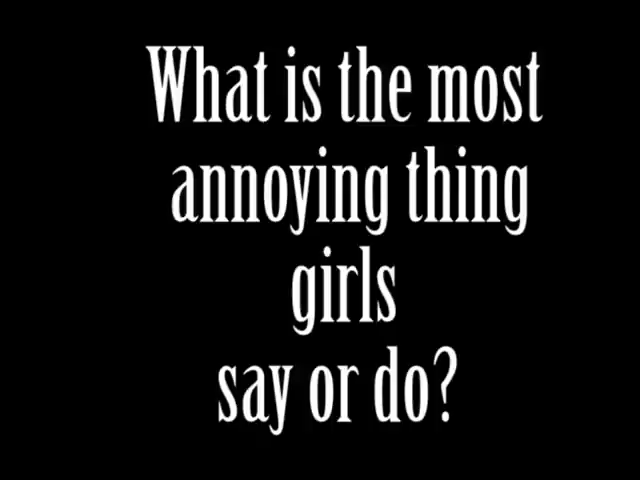 What is the most
annoying thing
girls
say or do?